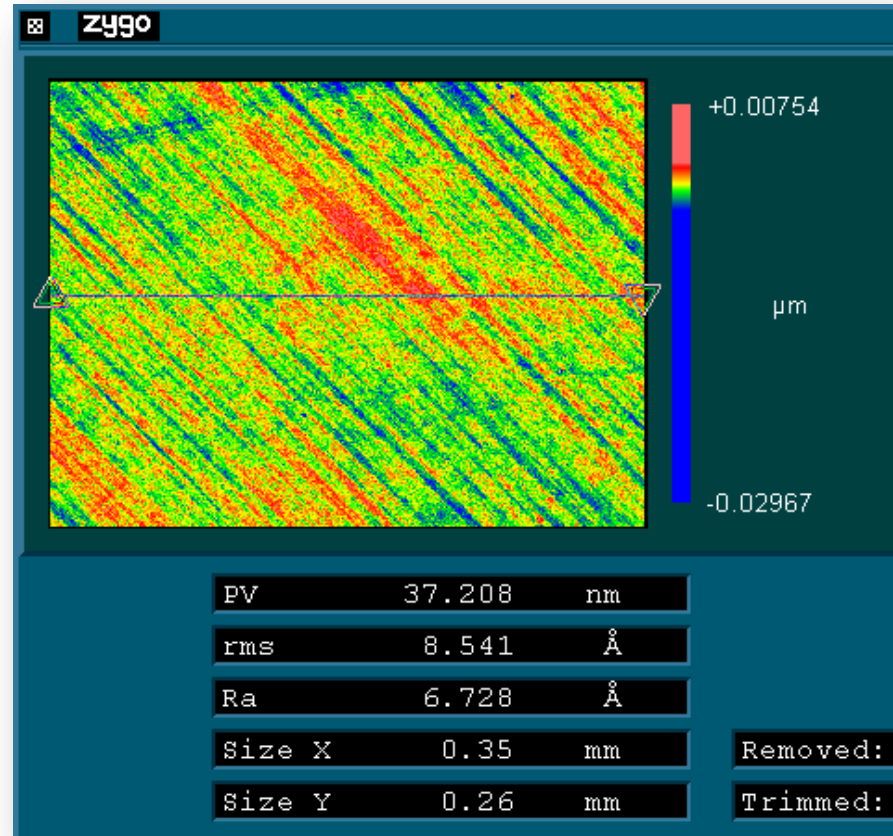 zygo
+0.00754
µm
-0.02967
PV 37.208 nm
rms 8.541 Å
Ra 6.728 Å
Size X 0.35 mm Removed:
Size Y 0.26 mm Trimmed: